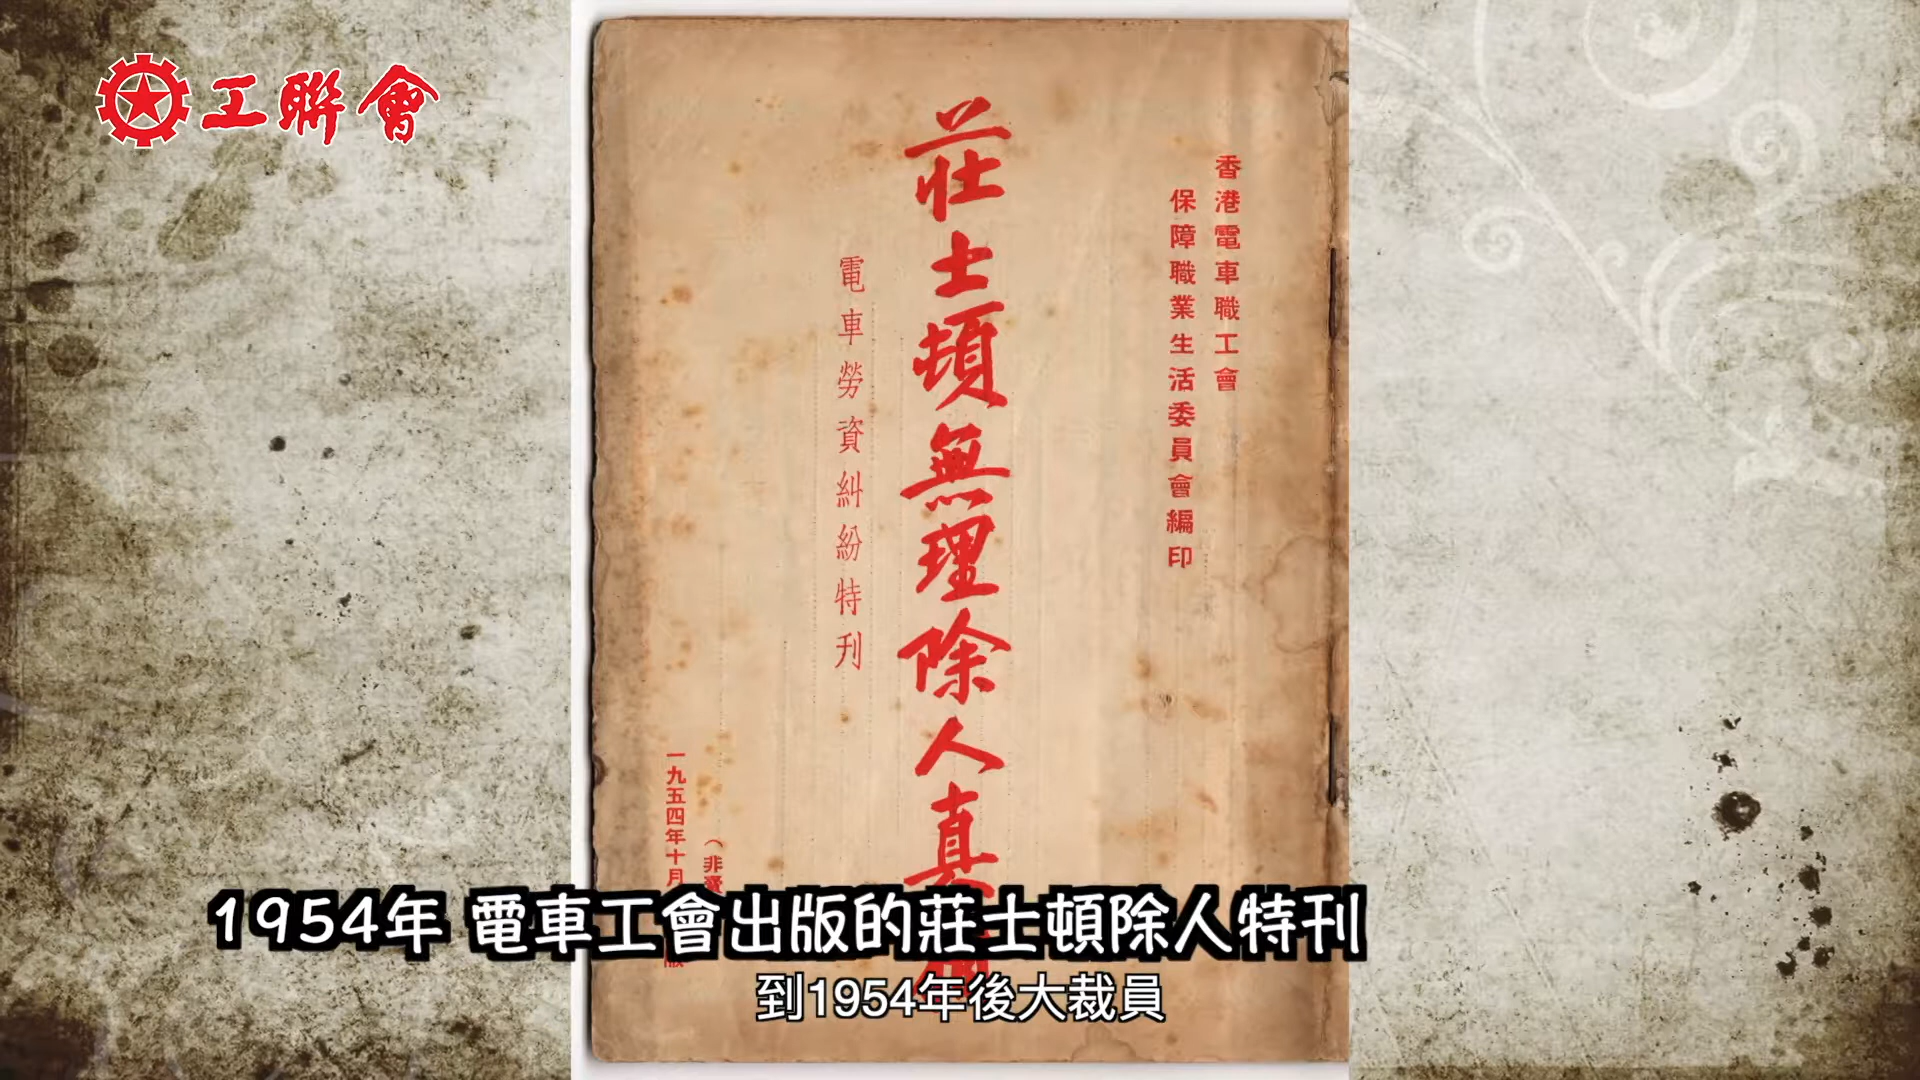 工聯會
香港電車職工會
保障職業生活委員會編印
莊士頓無理除人真
電車勞資糾紛特刊
（非賣
一九五四年十月
1954年 電車工會出版的莊士頓除人特刊
到1954年後大裁員